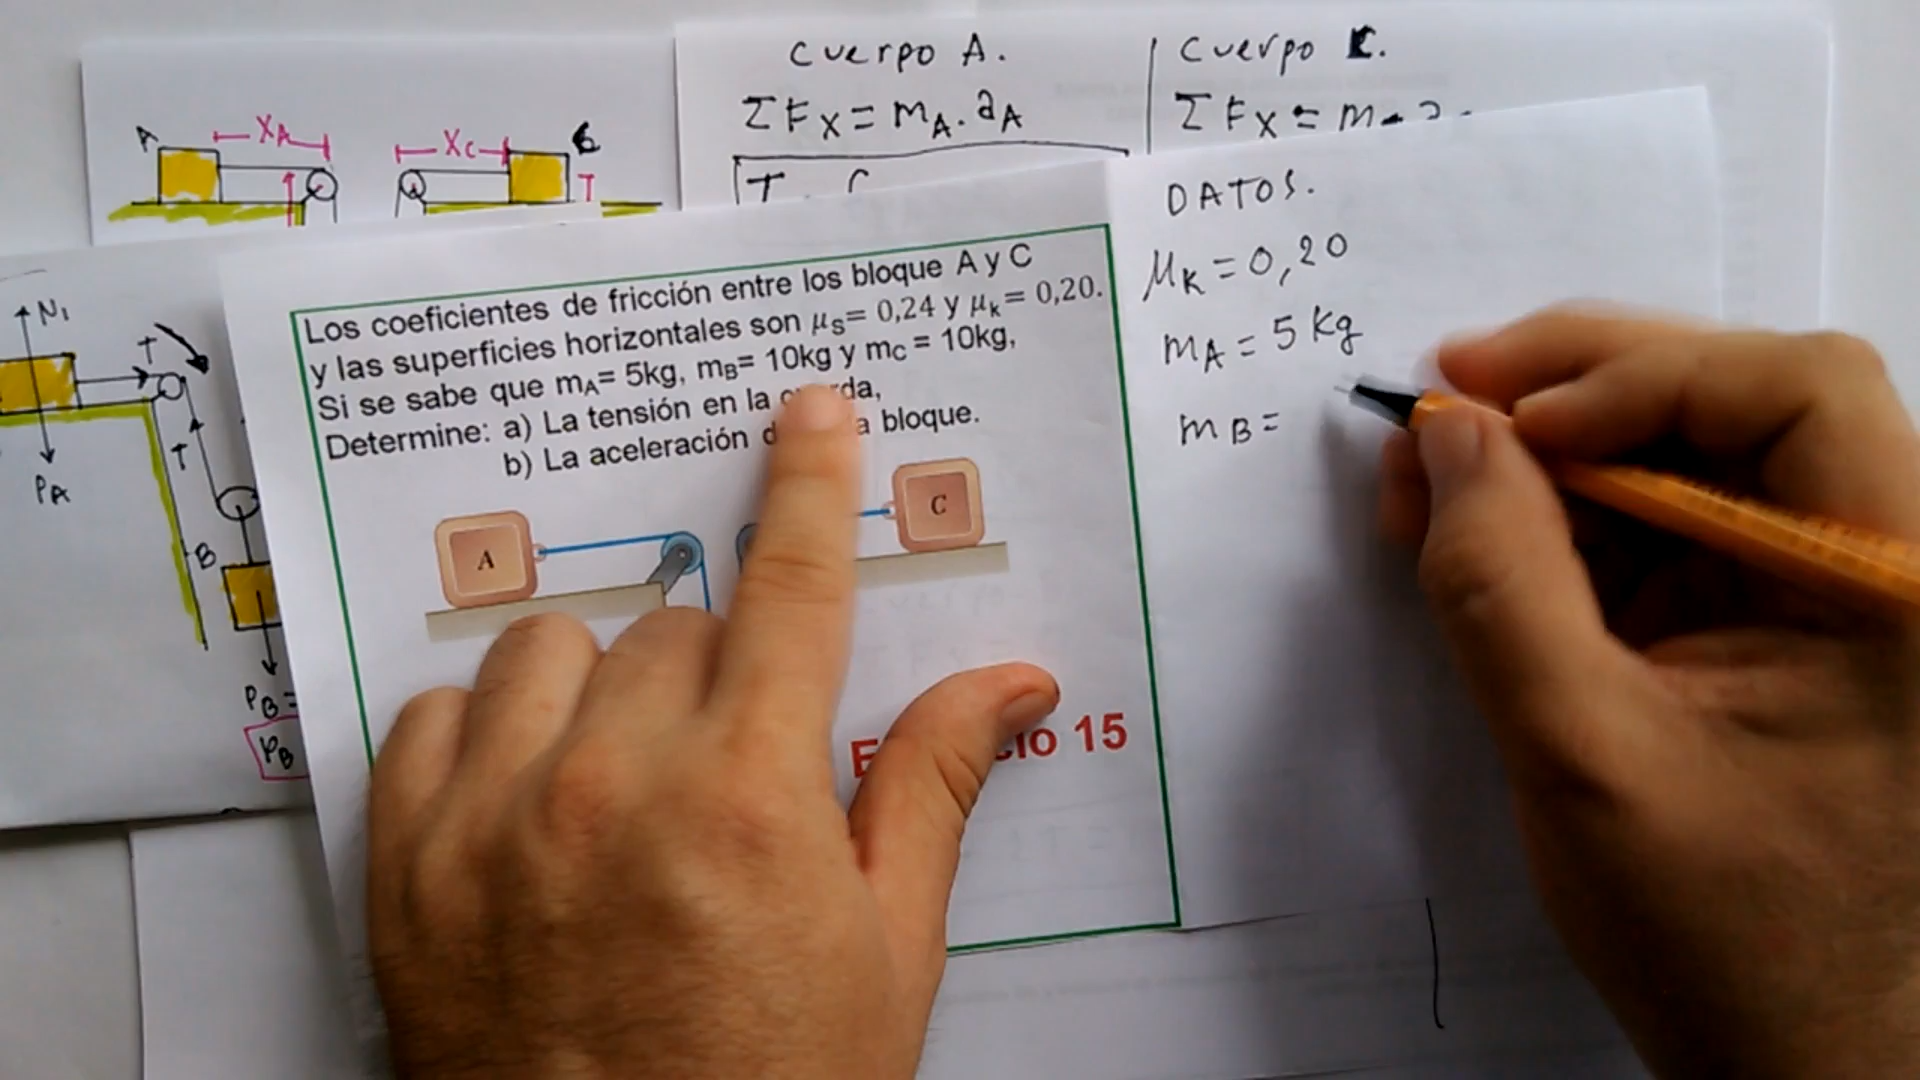 cuerpo A.
ΣFx = mA. aA
T
cuerpo C.
ΣFx =
A
XA
XC
C
T
N1
T
T
PA
B
PB =
PB
Los coeficientes de fricción entre los bloque A y C
y las superficies horizontales son μs= 0,24 y μk= 0,20.
Si se sabe que mA= 5kg, mB= 10kg y mC = 10kg,
Determine: a) La tensión en la
b) La aceleración bloque.
A
C
15
DATOS.
μK = 0,20
mA = 5 Kg
mB =